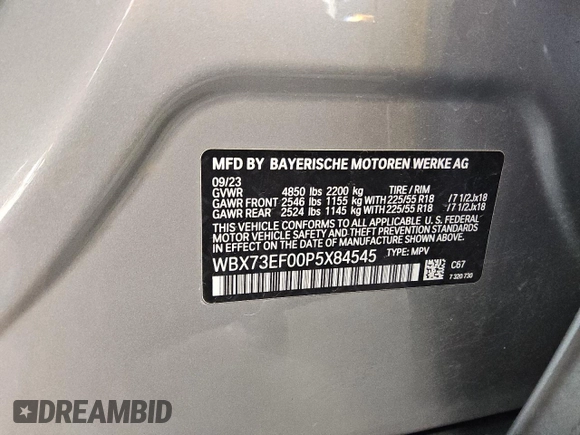 MFD BY BAYERISCHE MOTOREN WERKE AG
09/23
GVWR 4850 lbs 2200 kg TIRE / RIM
GAWR FRONT 2546 lbs 1155 kg WITH 225/55 R18 /7 1/2Jx18
GAWR REAR 2524 lbs 1145 kg WITH 225/55 R18 /7 1/2Jx18
THIS VEHICLE CONFORMS TO ALL APPLICABLE U. S. FEDERAL
MOTOR VEHICLE SAFETY AND THEFT PREVENTION
STANDARDS IN EFFECT ON THE DATE OF MANUFACTURE
SHOWN ABOVE.
WBX73EF00P5X84545 TYPE: MPV
C67
7 320 730
DREAMBID